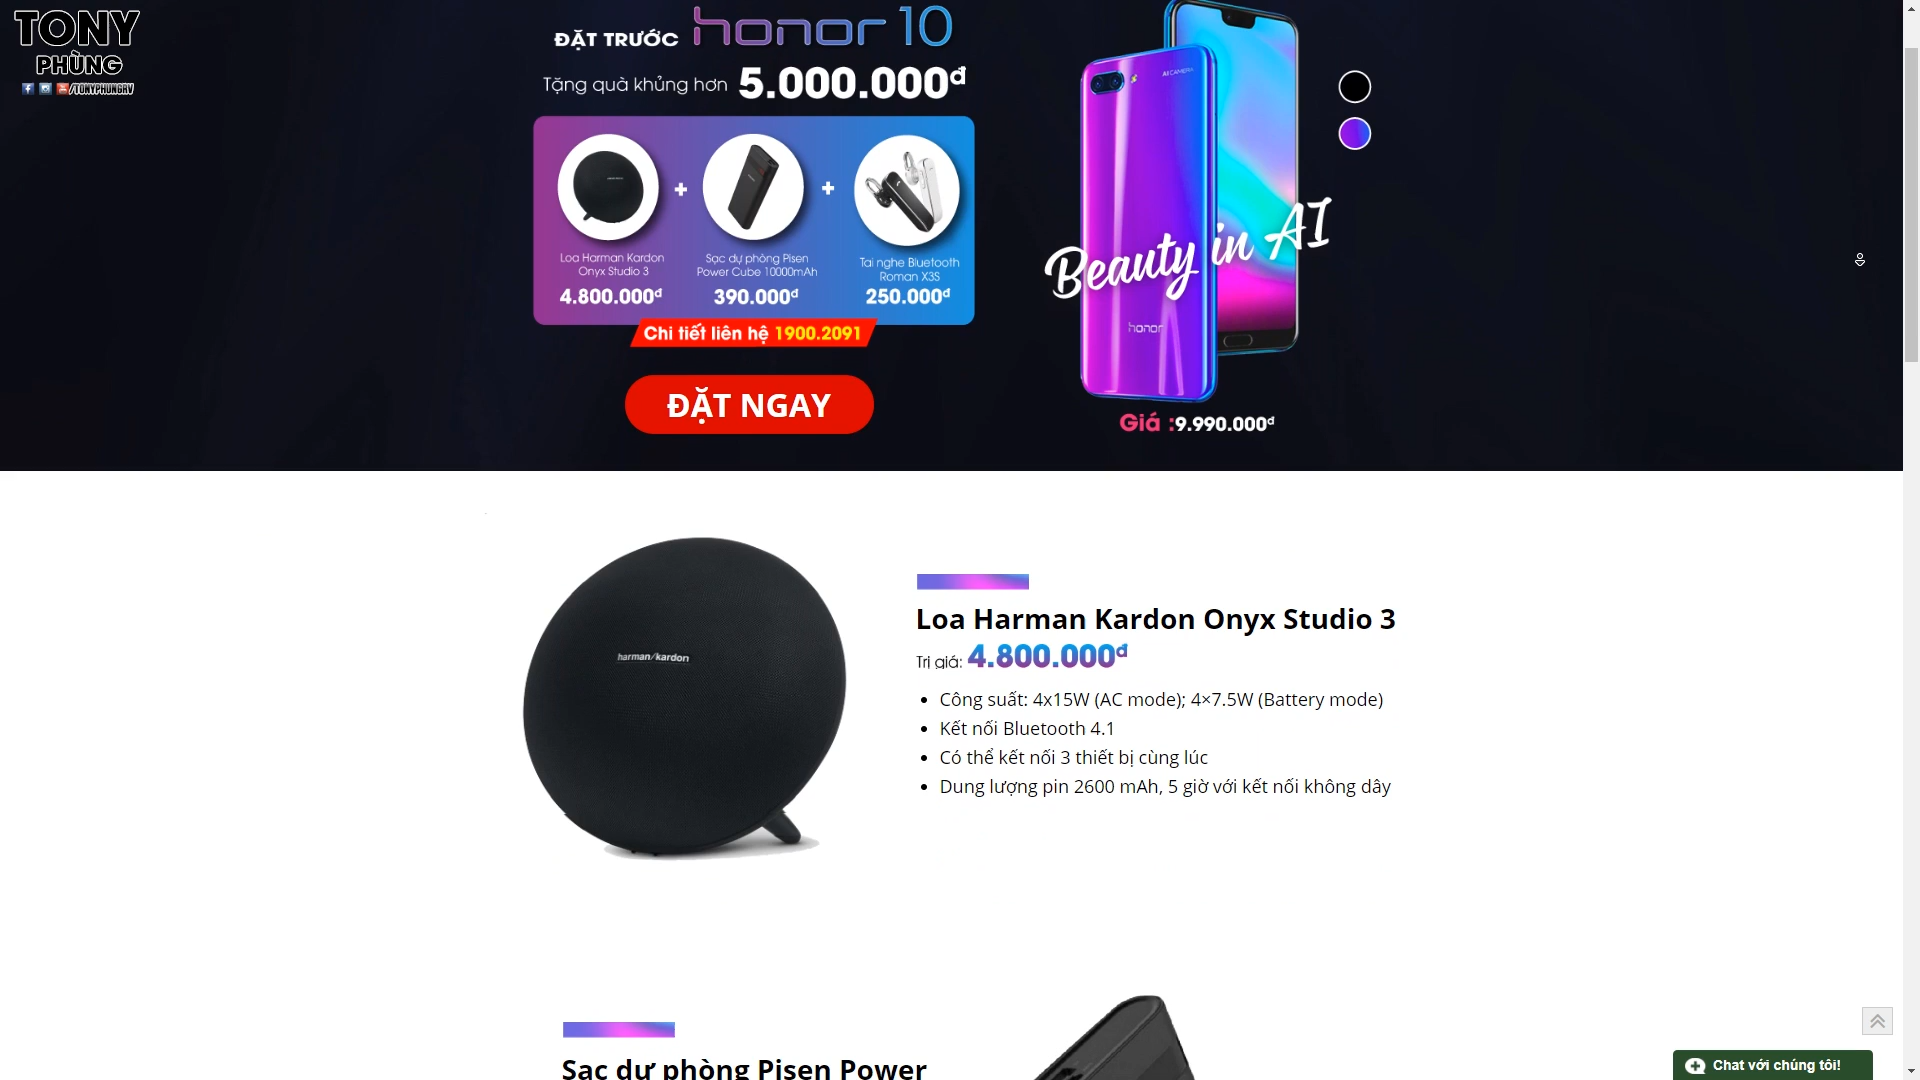 TONY
PHÙNG
/TONYPHUNGRV
ĐẶT TRƯỚC honor 10
Tặng quà khủng hơn 5.000.000đ
AI CAMERA
+ +
Loa Harman Kardon
Onyx Studio 3
4.800.000đ
Sạc dự phòng Pisen
Power Cube 10000mAh
390.000đ
Tai nghe Bluetooth
Roman X3S
250.000đ
Chi tiết liên hệ 1900.2091
ĐẶT NGAY
Beauty in AI
honor
Giá :9.990.000đ
harman/kardon
Loa Harman Kardon Onyx Studio 3
Trị giá: 4.800.000đ
• Công suất: 4x15W (AC mode); 4×7.5W (Battery mode)
• Kết nối Bluetooth 4.1
• Có thể kết nối 3 thiết bị cùng lúc
• Dung lượng pin 2600 mAh, 5 giờ với kết nối không dây
Sạc dự phòng Pisen Power
Chat với chúng tôi!